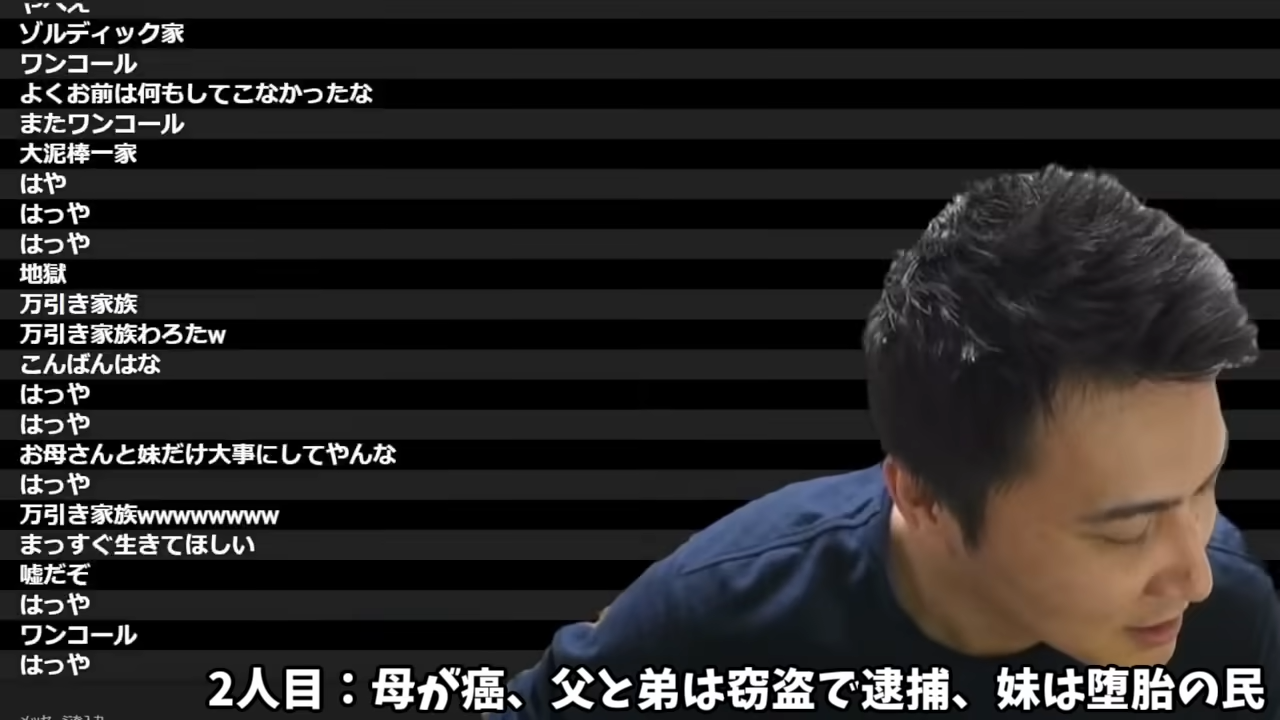 やべえ
ゾルディック家
ワンコール
よくお前は何もしてこなかったな
またワンコール
大泥棒一家
はや
はっや
はっや
地獄
万引き家族
万引き家族わろたw
こんばんはな
はっや
はっや
お母さんと妹だけ大事にしてやんな
はっや
万引き家族wwwwwwww
まっすぐ生きてほしい
嘘だぞ
はっや
ワンコール
はっや
2人目：母が癌、父と弟は窃盗で逮捕、妹は堕胎の民